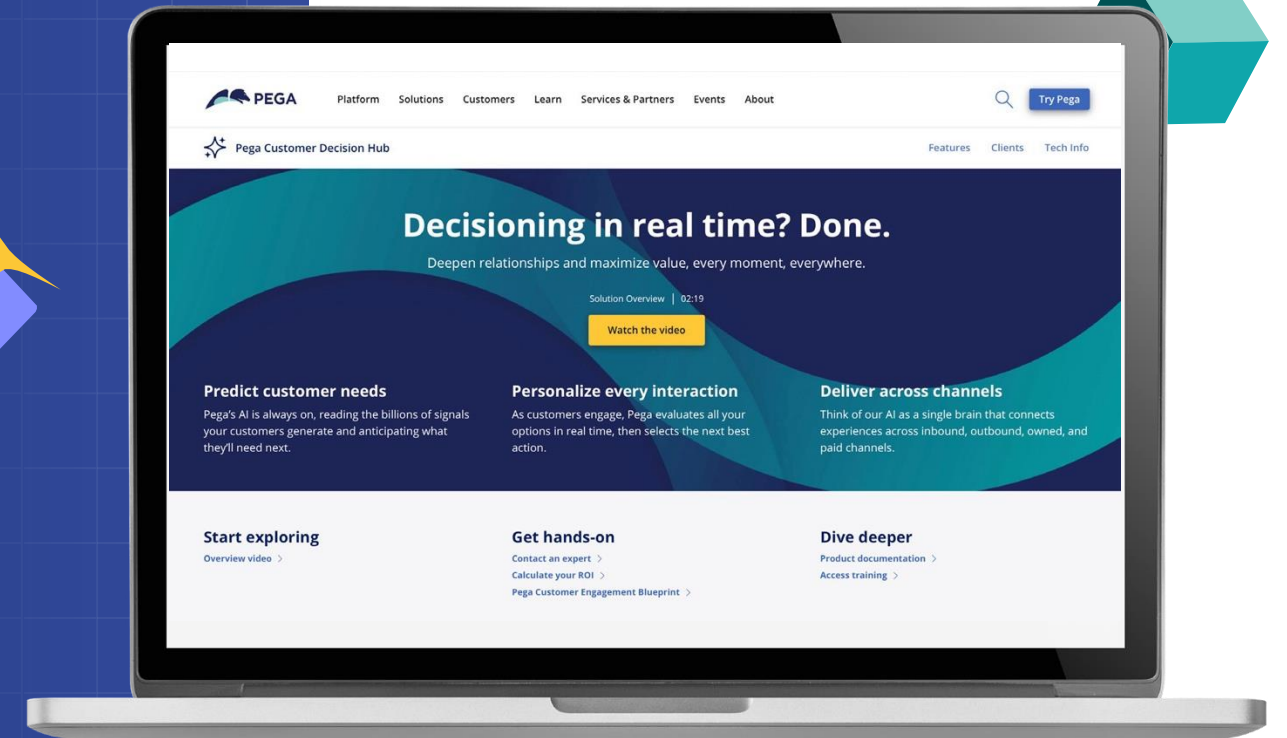 PEGA
Platform Solutions Customers Learn Services & Partners Events About
Try Pega
Pega Customer Decision Hub
Features Clients Tech Info
Decisioning in real time? Done.
Deepen relationships and maximize value, every moment, everywhere.
Solution Overview | 02:19
Watch the video
Predict customer needs
Pega's AI is always on, reading the billions of signals
your customers generate and anticipating what
they'll need next.
Personalize every interaction
As customers engage, Pega evaluates all your
options in real time, then selects the next best
action.
Deliver across channels
Think of our AI as a single brain that connects
experiences across inbound, outbound, owned, and
paid channels.
Start exploring
Overview video >
Get hands-on
Contact an expert >
Calculate your ROI >
Pega Customer Engagement Blueprint >
Dive deeper
Product documentation >
Access training >